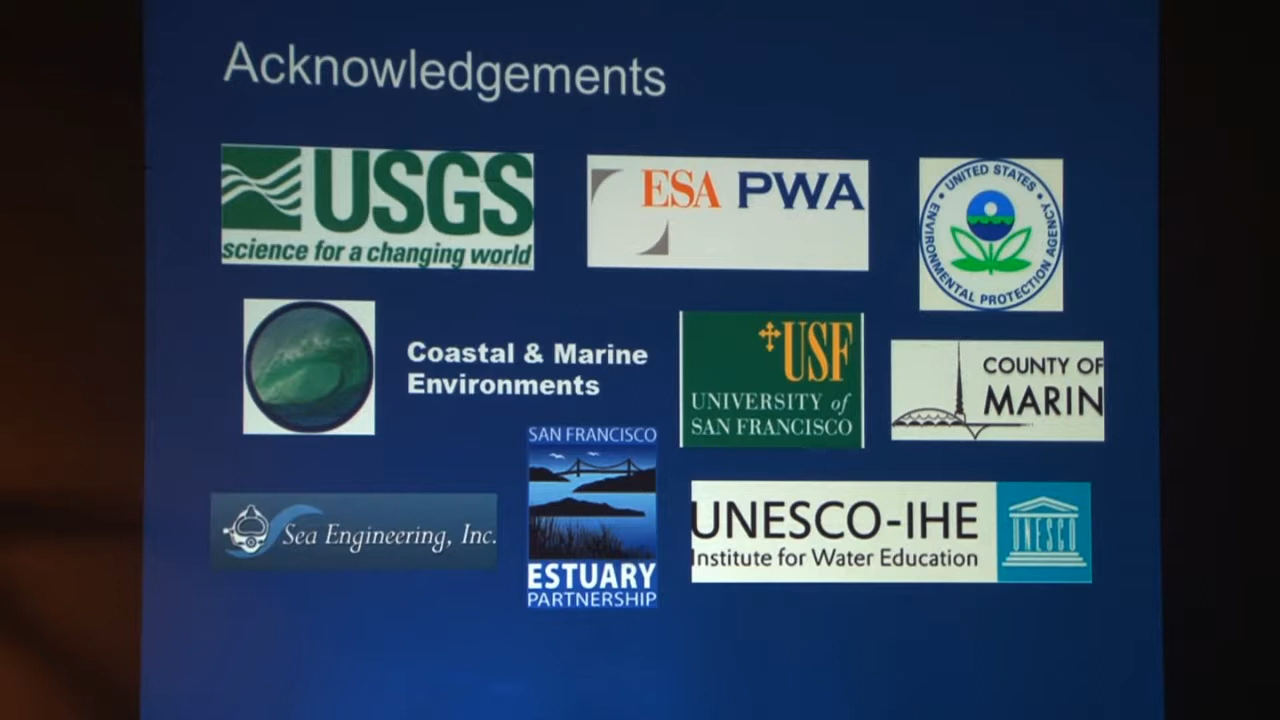 Acknowledgements
USGS
science for a changing world
ESA PWA
UNITED STATES
ENVIRONMENTAL PROTECTION AGENCY
Coastal & Marine
Environments
USF
UNIVERSITY of
SAN FRANCISCO
COUNTY OF
MARIN
Sea Engineering, Inc.
SAN FRANCISCO
ESTUARY
PARTNERSHIP
UNESCO-IHE
Institute for Water Education
UNESCO